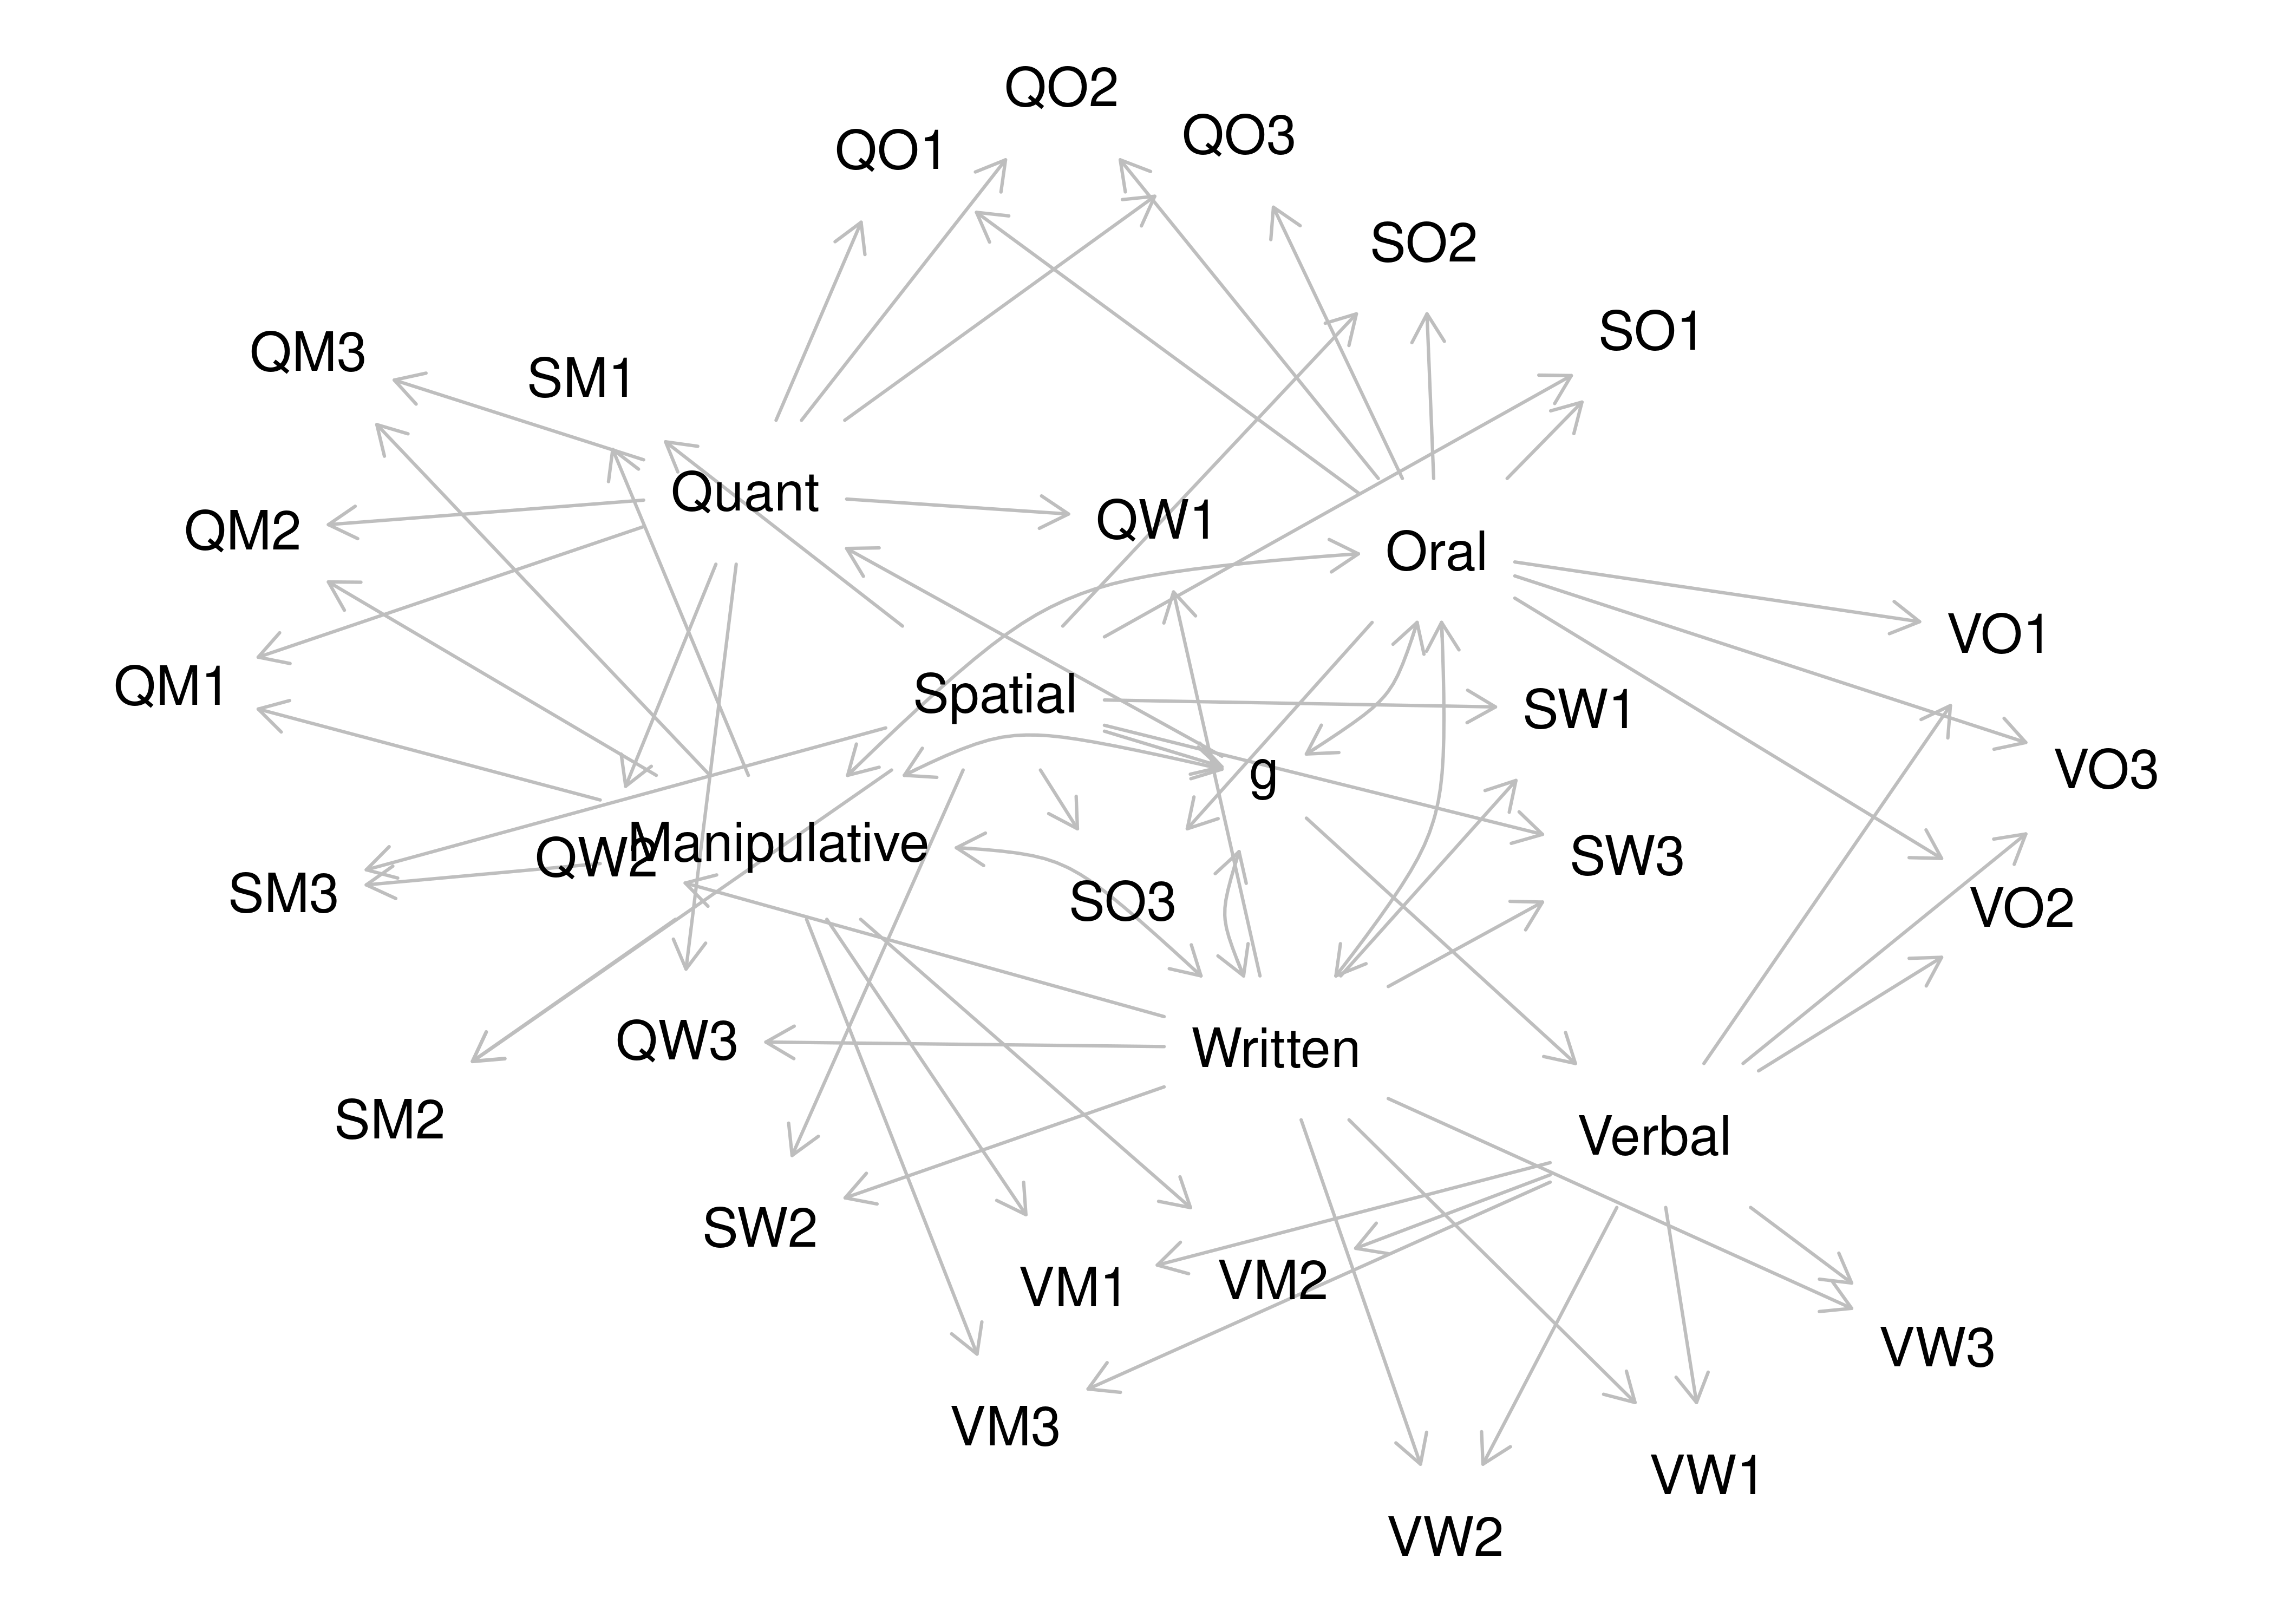 QO2
QO3
QO1
SO2
SO1
QM3
SM1
Quant
QW1
QM2
Oral
VO1
QM1
Spatial
SW1
g
VO3
Manipulative
QW2
SW3
SM3
SO3
VO2
QW3
Written
SM2
Verbal
SW2
VM1
VM2
VW3
VM3
VW1
VW2